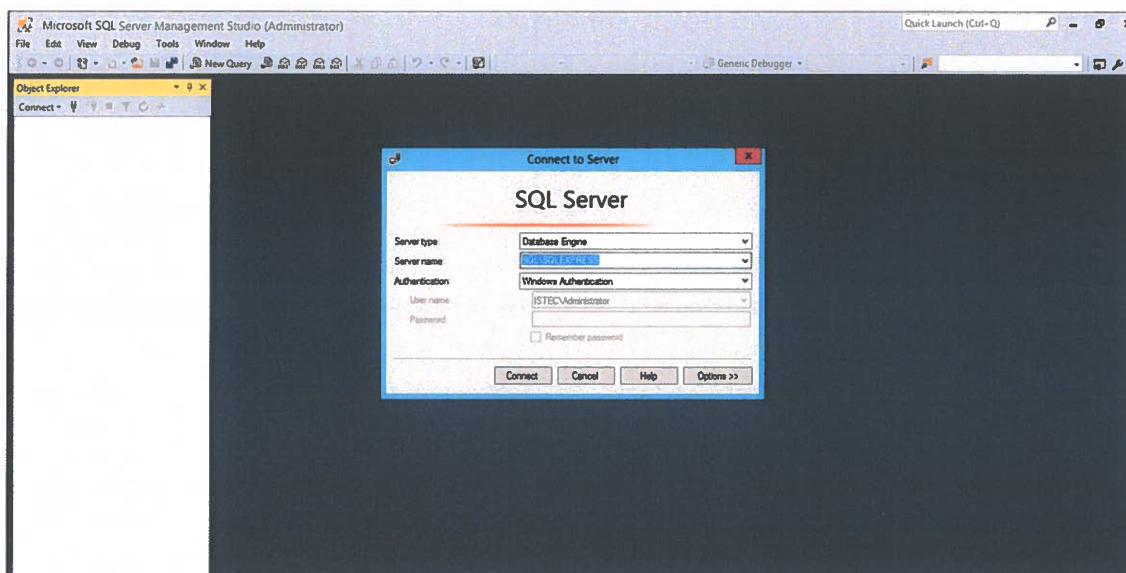 Microsoft SQL Server Management Studio (Administrator)
Quick Launch (Ctrl+Q)
File Edit View Debug Tools Window Help
New Query
Generic Debugger
Object Explorer
Connect
Connect to Server
SQL Server
Server type:
Database Engine
Server name:
SQL\SQLEXPRESS
Authentication:
Windows Authentication
User name:
ISTEC\Administrator
Password:
Remember password
Connect Cancel Help Options >>